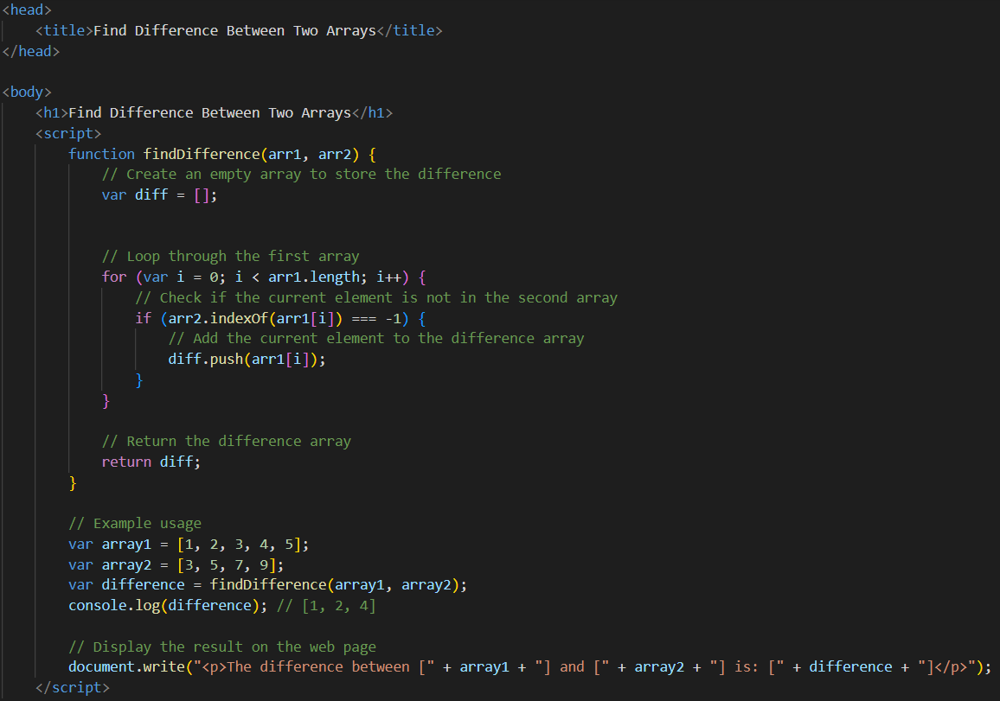 <head>
    <title>Find Difference Between Two Arrays</title>
</head>

<body>
    <h1>Find Difference Between Two Arrays</h1>
    <script>
        function findDifference(arr1, arr2) {
            // Create an empty array to store the difference
            var diff = [];


            // Loop through the first array
            for (var i = 0; i < arr1.length; i++) {
                // Check if the current element is not in the second array
                if (arr2.indexOf(arr1[i]) === -1) {
                    // Add the current element to the difference array
                    diff.push(arr1[i]);
                }
            }

            // Return the difference array
            return diff;
        }

        // Example usage
        var array1 = [1, 2, 3, 4, 5];
        var array2 = [3, 5, 7, 9];
        var difference = findDifference(array1, array2);
        console.log(difference); // [1, 2, 4]

        // Display the result on the web page
        document.write("<p>The difference between [" + array1 + "] and [" + array2 + "] is: [" + difference + "]</p>");
    </script>